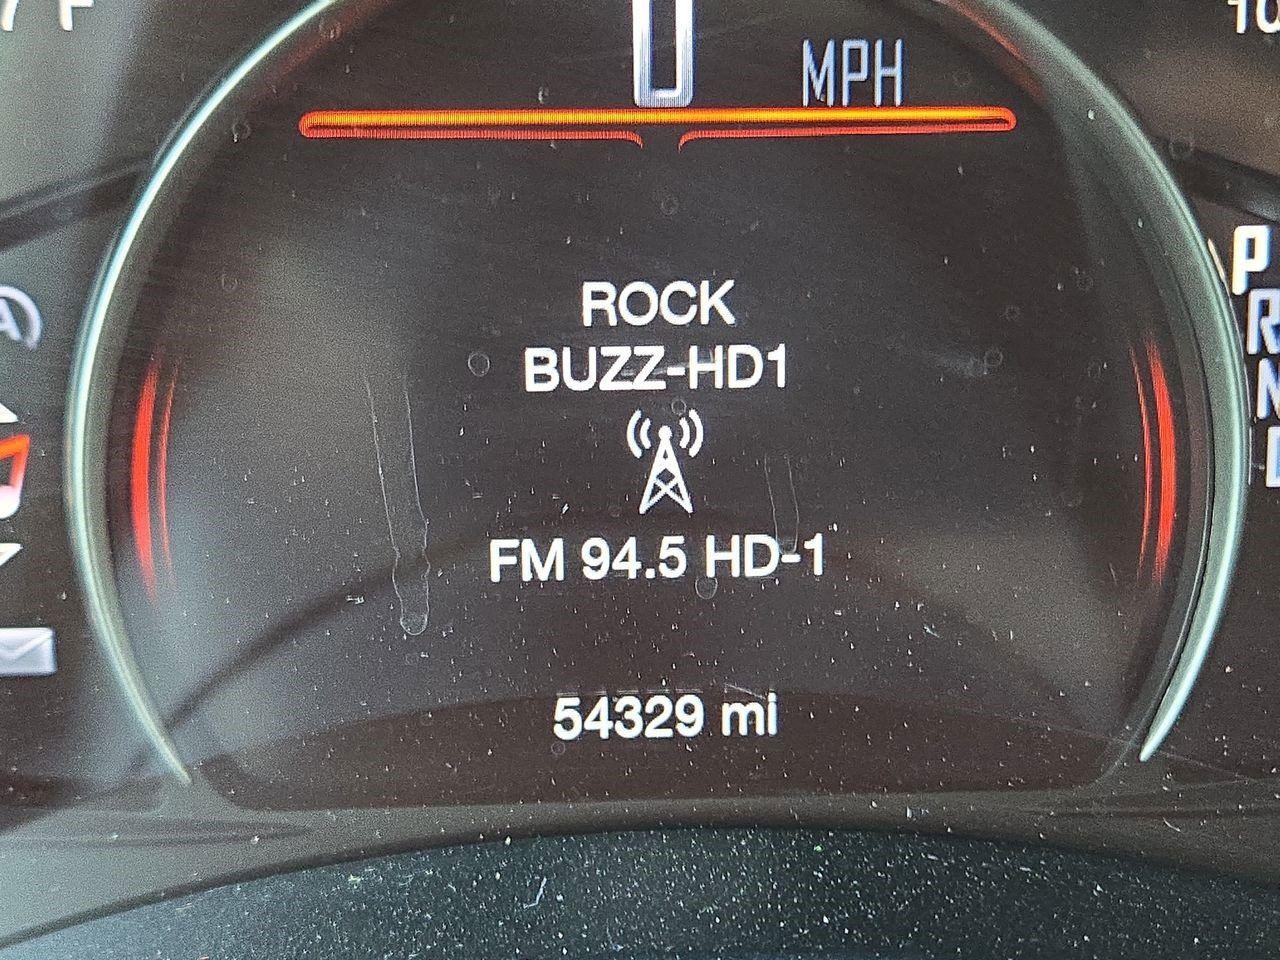 0 MPH
ROCK
BUZZ-HD1
FM 94.5 HD-1
54329 mi
P
R
N
F
A